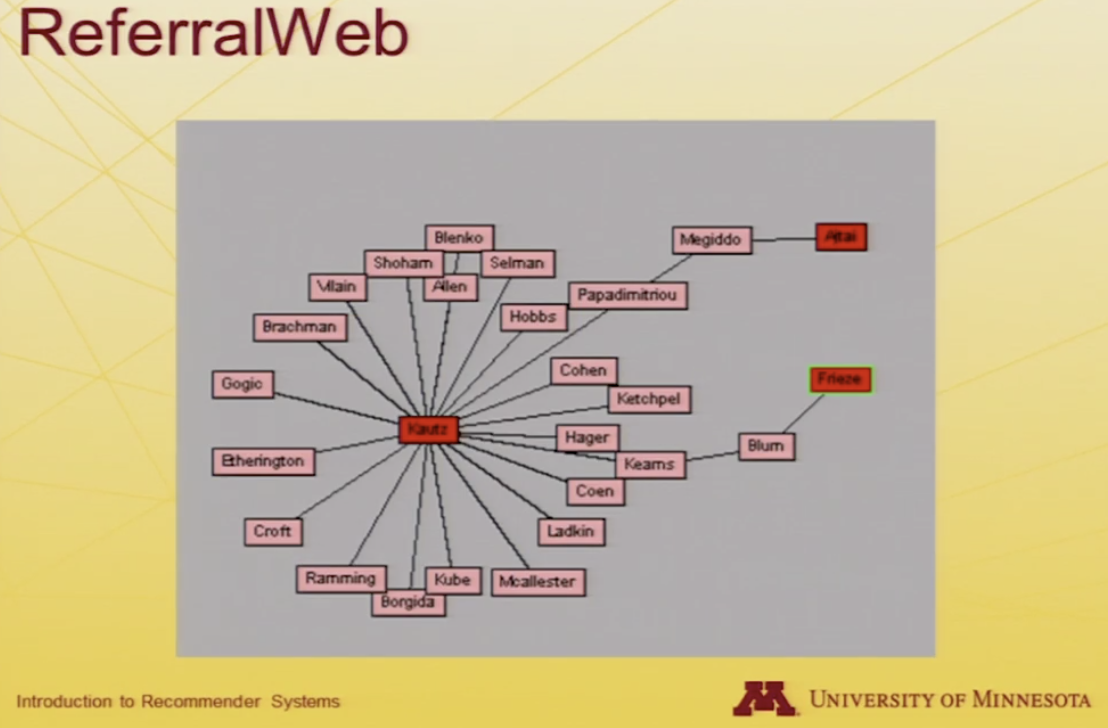 ReferralWeb
Blenko
Megiddo
Ajtai
Shoham
Selman
Vilain
Allen
Papadimitriou
Hobbs
Brachman
Cohen
Frieze
Gogic
Ketchpel
Kautz
Hager
Blum
Etherington
Kearns
Coen
Croft
Ladkin
Ramming
Kube
Mcallester
Borgida
Introduction to Recommender Systems
M UNIVERSITY OF MINNESOTA